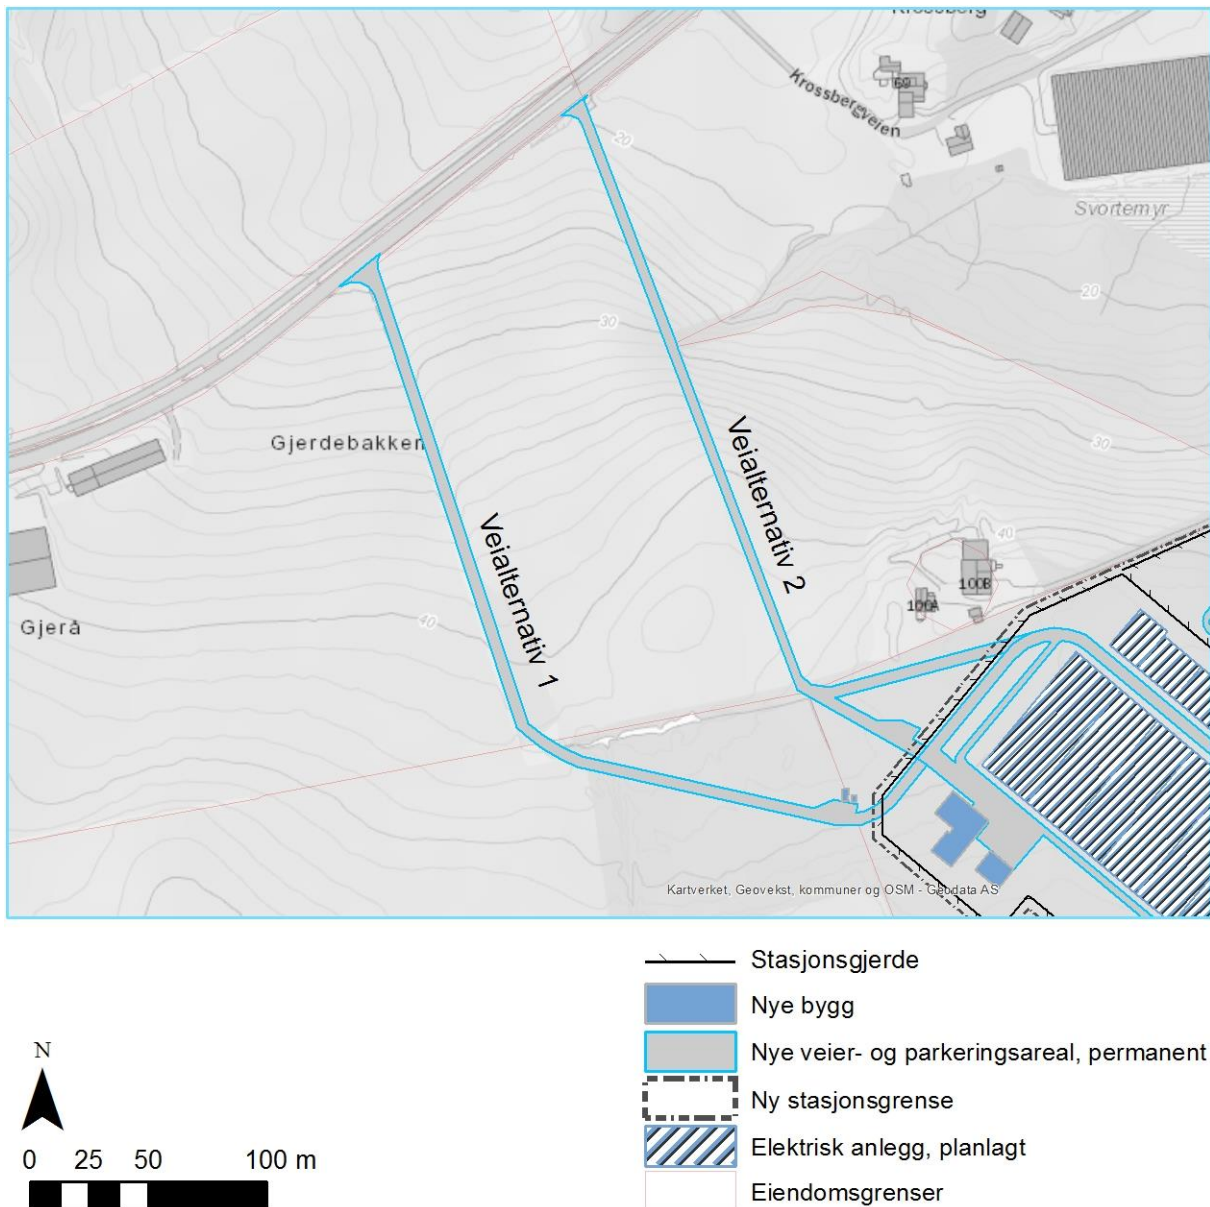 Krossberg
69
Krossbergveien
20
Svortemyr
20
30
Gjerdebakken
Veialternativ 2
30
Veialternativ 1
40
100B
100A
40
Gjerå
Kartverket, Geovekst, kommuner og OSM - Geodata AS
Stasjonsgjerde
Nye bygg
N
Nye veier- og parkeringsareal, permanent
Ny stasjonsgrense
0 25 50 100 m
Elektrisk anlegg, planlagt
Eiendomsgrenser